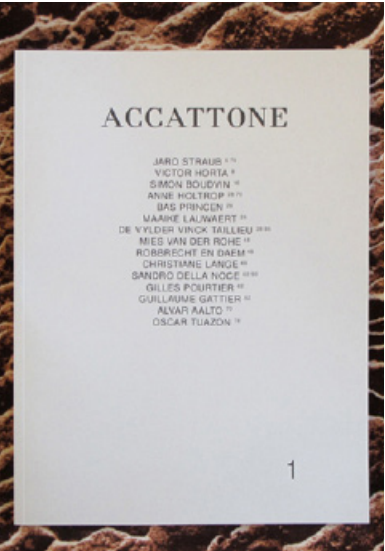 ACCATTONE
JARO STRAUB
VICTOR HORTA
SIMON BOUDVIN
ANNE HOLTROP
BAS PRINCEN
MAAIKE LAUWAERT
DE VYLDER VINCK TAILLIEU
MIES VAN DER ROHE
ROBBRECHT EN DAEM
CHRISTIANE LANGE
SANDRO DELLA NOCE
GILLES POURTIER
GUILLAUME GATTIER
ALVAR AALTO
OSCAR TUAZON
1